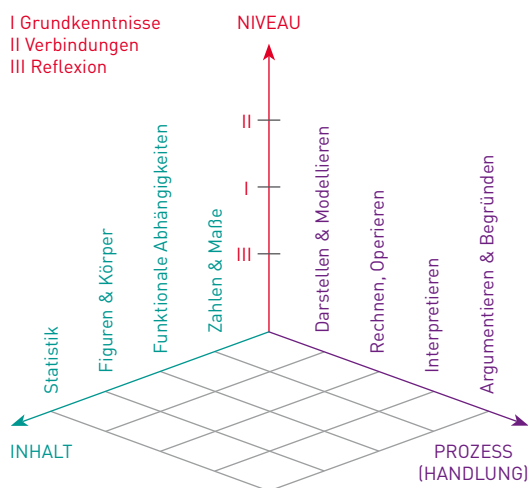 I Grundkenntnisse
II Verbindungen
III Reflexion
NIVEAU
II
I
III
Statistik
Figuren & Körper
Funktionale Abhängigkeiten
Zahlen & Maße
Darstellen & Modellieren
Rechnen, Operieren
Interpretieren
Argumentieren & Begründen
INHALT
PROZESS
(HANDLUNG)